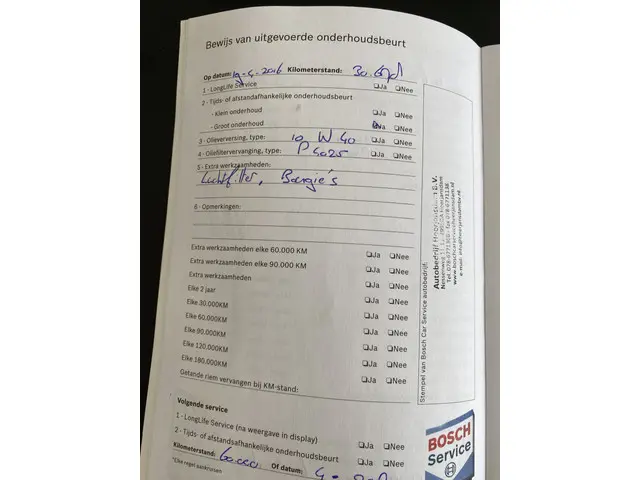 Bewijs van uitgevoerde onderhoudsbeurt
Op datum: 19-4-2016 Kilometerstand:
1 - LongLife Service Ja Nee
2 - Tijds- of afstandafhankelijke onderhoudsbeurt
- Klein onderhoud Ja Nee
- Groot onderhoud Ja Nee
3 - Olieverversing, type: 10 W 40 Ja Nee
4 - Oliefiltervervanging, type: P 4025 Ja Nee
5 - Extra werkzaamheden:
Luchtfilter, Bougie's
6 - Opmerkingen:
Extra werkzaamheden elke 60.000 KM Ja Nee
Extra werkzaamheden elke 90.000 KM Ja Nee
Extra werkzaamheden Ja Nee
Elke 2 jaar Ja Nee
Elke 30.000KM Ja Nee
Elke 60.000KM Ja Nee
Elke 90.000KM Ja Nee
Elke 120.000KM Ja Nee
Elke 180.000KM Ja Nee
Getande riem vervangen bij KM-stand: Ja Nee
Stempel van Bosch Car Service autobedrijf:
Autobedrijf B.V.
Volgende service
1 - LongLife Service (na weergave in display) Ja Nee
2 - Tijds- of afstandsafhankelijke onderhoudsbeurt Ja Nee
Kilometerstand: 60.000 Of datum: 4-
*Elke regel aankruisen
BOSCH
Service